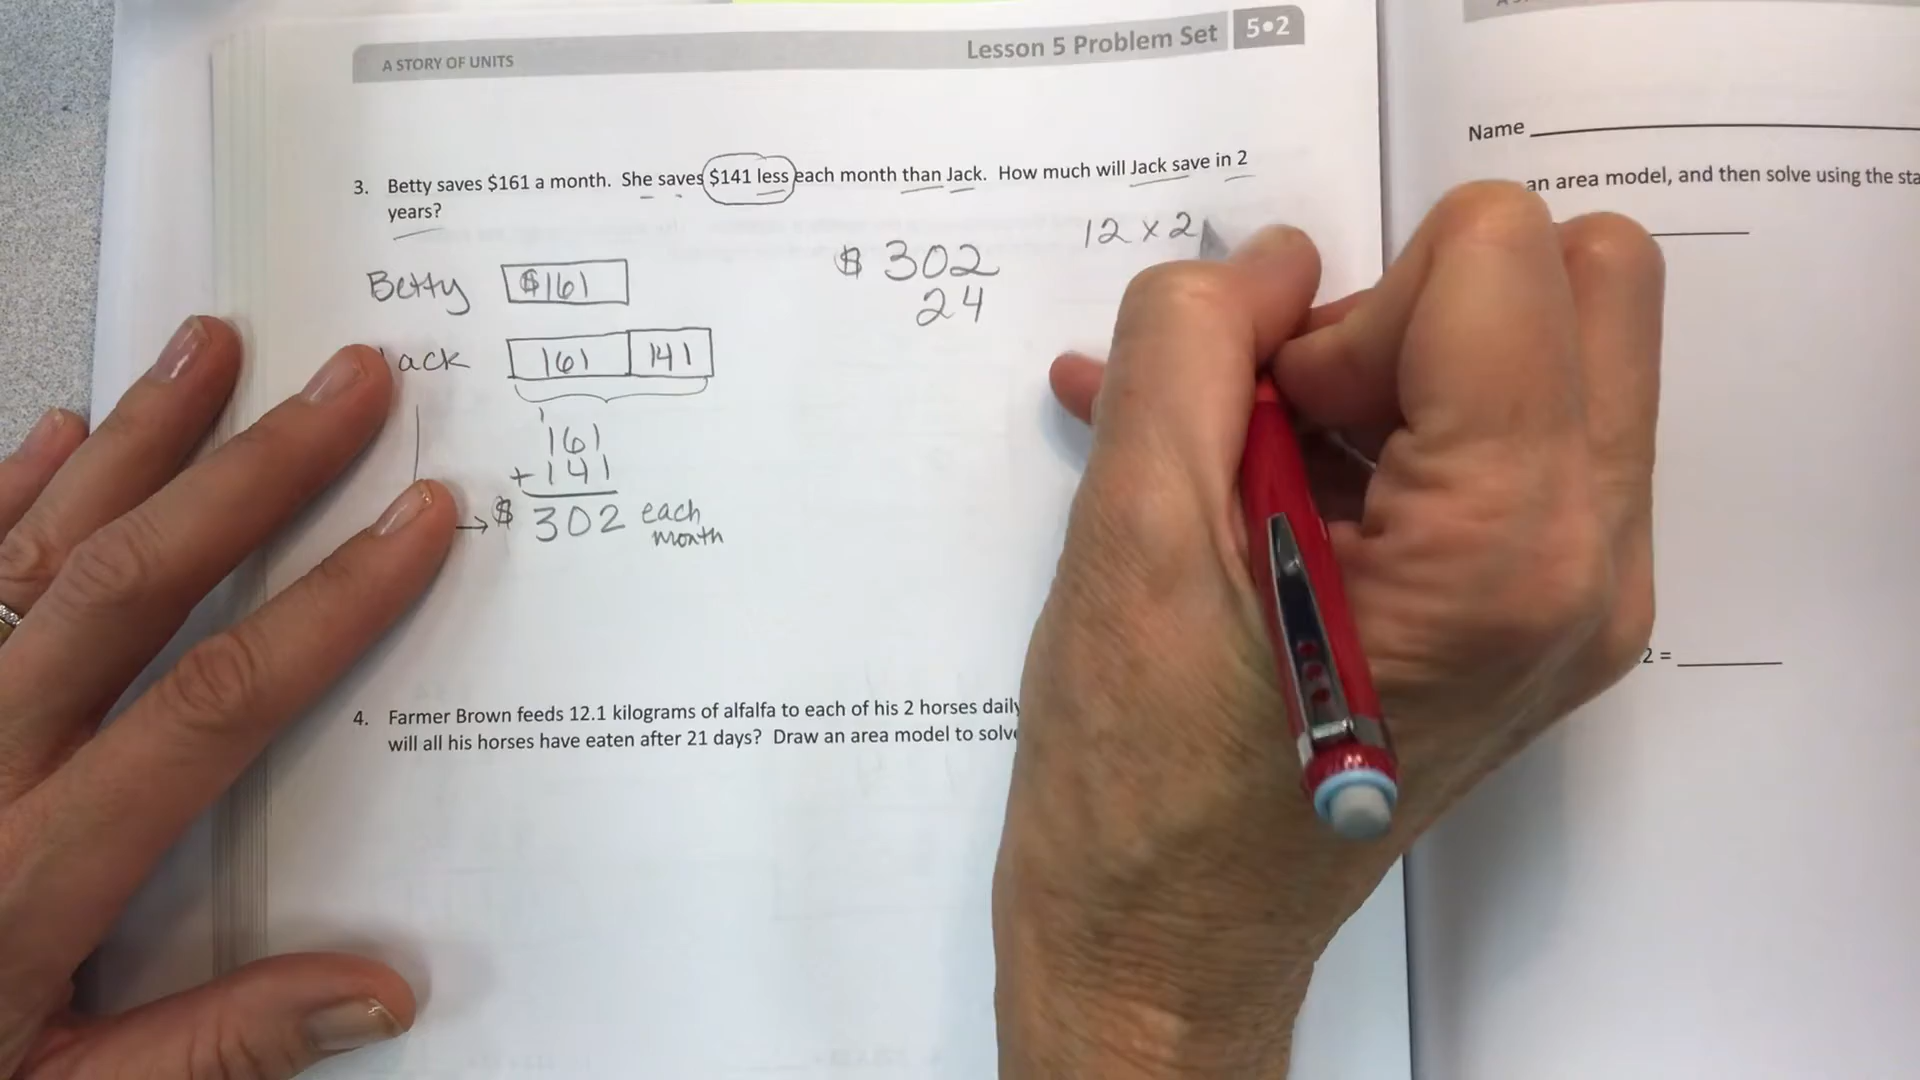 A STORY OF UNITS
Lesson 5 Problem Set 5•2
3. Betty saves $161 a month. She saves $141 less each month than Jack. How much will Jack save in 2
years?
12 x 2
$ 302
24
Betty $161
ack 161 141
1
161
+141
→ $ 302 each
month
4. Farmer Brown feeds 12.1 kilograms of alfalfa to each of his 2 horses daily
will all his horses have eaten after 21 days? Draw an area model to solv
Name
an area model, and then solve using the sta
2 =